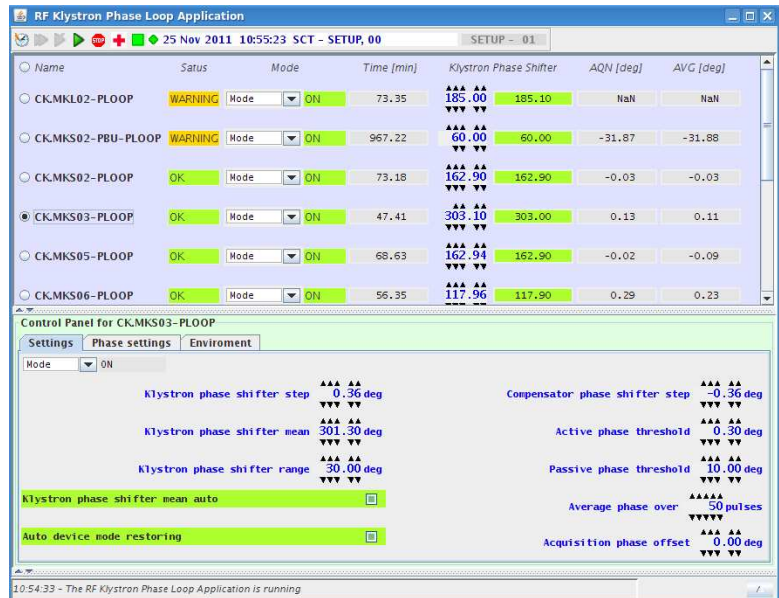 RF Klystron Phase Loop Application
STOP 25 Nov 2011 10:55:23 SCT - SETUP, 00 SETUP - 01
Name Satus Mode Time [min] Klystron Phase Shifter AQN [deg] AVG [deg]
CK.MKL02-PLOOP WARNING Mode ON 73.35 185.00 185.10 NaN NaN
CK.MKS02-PBU-PLOOP WARNING Mode ON 967.22 60.00 60.00 -31.87 -31.88
CK.MKS02-PLOOP OK Mode ON 73.18 162.90 162.90 -0.03 -0.03
CK.MKS03-PLOOP OK Mode ON 47.41 303.10 303.00 0.13 0.11
CK.MKS05-PLOOP OK Mode ON 68.63 162.94 162.90 -0.02 -0.09
CK.MKS06-PLOOP OK Mode ON 56.35 117.96 117.90 0.29 0.23
Control Panel for CK.MKS03-PLOOP
Settings Phase settings Enviroment
Mode ON
Klystron phase shifter step 0.36 deg Compensator phase shifter step -0.36 deg
Klystron phase shifter mean 301.30 deg Active phase threshold 0.30 deg
Klystron phase shifter range 30.00 deg Passive phase threshold 10.00 deg
Klystron phase shifter mean auto
Average phase over 50 pulses
Auto device mode restoring
Acquisition phase offset 0.00 deg
10:54:33 - The RF Klystron Phase Loop Application is running